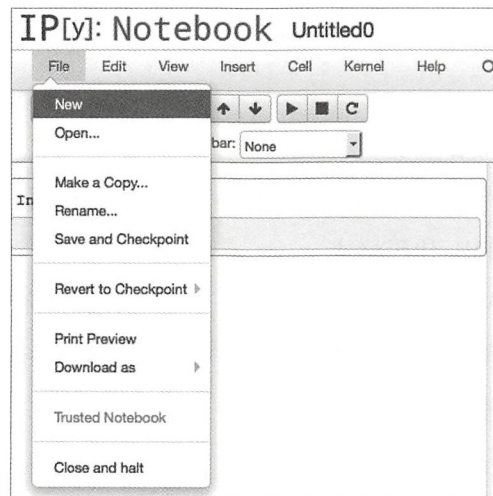 IP[y]: Notebook Untitled0
File Edit View Insert Cell Kernel Help
New
Open...
bar: None
Make a Copy...
In
Rename...
Save and Checkpoint
Revert to Checkpoint
Print Preview
Download as
Trusted Notebook
Close and halt